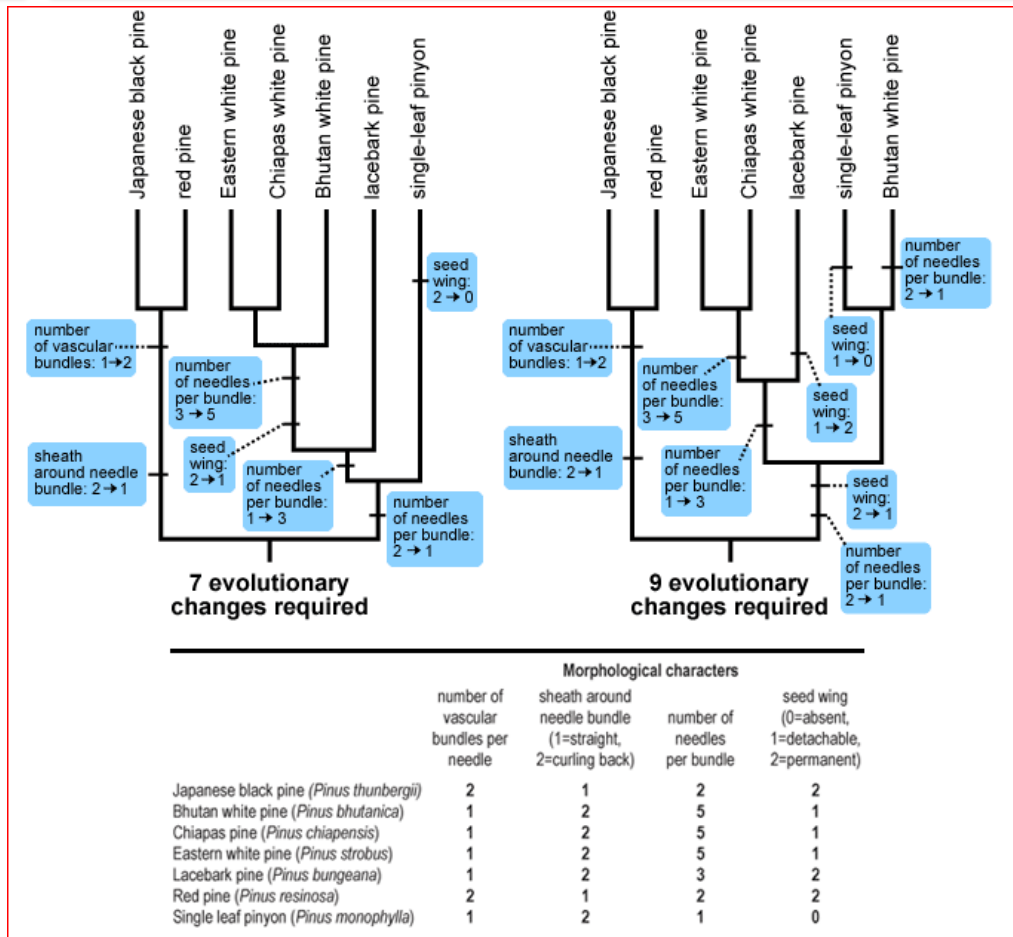 Japanese black pine
red pine
Eastern white pine
Chiapas white pine
Bhutan white pine
lacebark pine
single-leaf pinyon
seed
wing:
2 → 0
number
of vascular
bundles: 1→2
number
of needles
per bundle:
3 → 5
seed
wing:
2→1
sheath
around needle
bundle: 2→1
number
of needles
per bundle:
1 → 3
number
of needles
per bundle:
2 → 1
7 evolutionary
changes required
Japanese black pine
red pine
Eastern white pine
Chiapas white pine
lacebark pine
single-leaf pinyon
Bhutan white pine
number
of needles
per bundle:
2 → 1
number
of vascular
bundles: 1→2
seed
wing:
1→0
number
of needles
per bundle:
3 → 5
seed
wing:
1 → 2
sheath
around needle
bundle: 2→1
number
of needles
per bundle:
1 → 3
seed
wing:
2→1
number
of needles
per bundle:
2 → 1
9 evolutionary
changes required
Morphological characters
number of
vascular
bundles per
needle
sheath around
needle bundle
(1=straight,
2=curling back)
number of
needles
per bundle
seed wing
(0=absent,
1=detachable,
2=permanent)
Japanese black pine (Pinus thunbergii) 2 1 2 2
Bhutan white pine (Pinus bhutanica) 1 2 5 1
Chiapas pine (Pinus chiapensis) 1 2 5 1
Eastern white pine (Pinus strobus) 1 2 5 1
Lacebark pine (Pinus bungeana) 1 2 3 2
Red pine (Pinus resinosa) 2 1 2 2
Single leaf pinyon (Pinus monophylla) 1 2 1 0